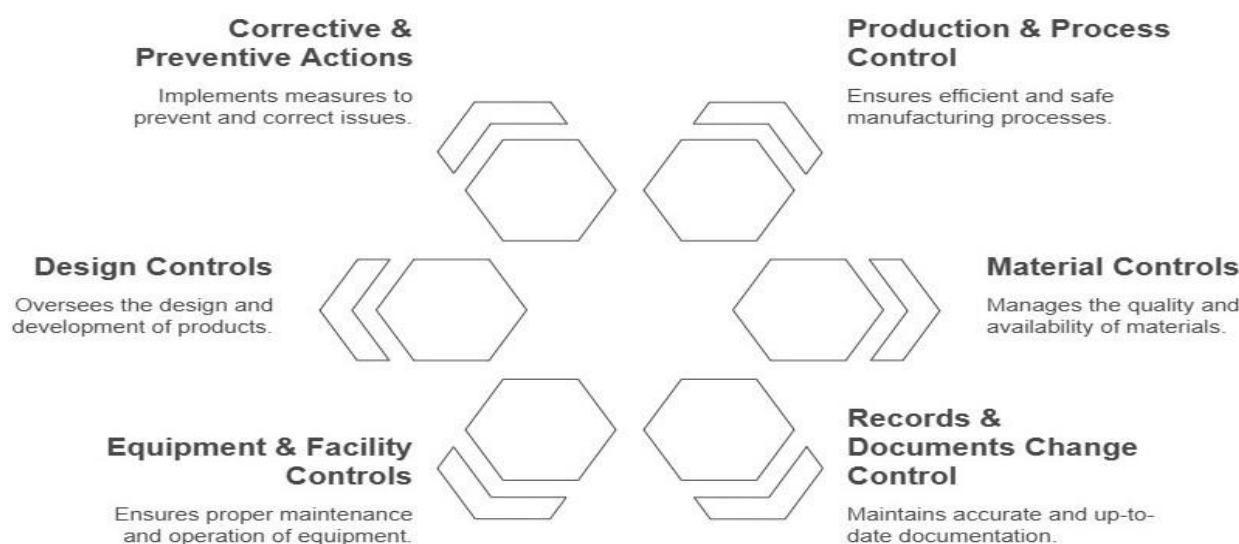 Corrective &
Preventive Actions
Implements measures to
prevent and correct issues.
Production & Process
Control
Ensures efficient and safe
manufacturing processes.
Design Controls
Oversees the design and
development of products.
Material Controls
Manages the quality and
availability of materials.
Equipment & Facility
Controls
Ensures proper maintenance
and operation of equipment.
Records &
Documents Change
Control
Maintains accurate and up-to-
date documentation.